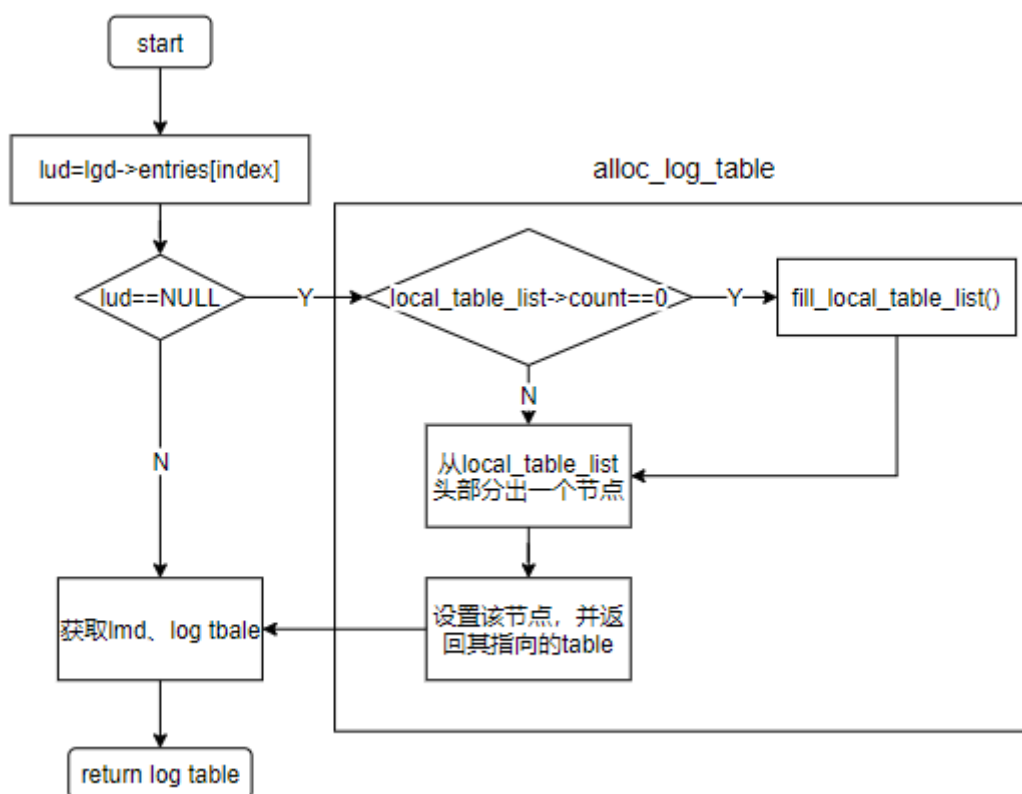 start
lud=lgd->entries[index]
alloc_log_table
lud==NULL
Y
local_table_list->count==0
Y
fill_local_table_list()
N
N
从local_table_list
头部分出一个节点
获取lmd、log tbale
设置该节点，并返
回其指向的table
return log table